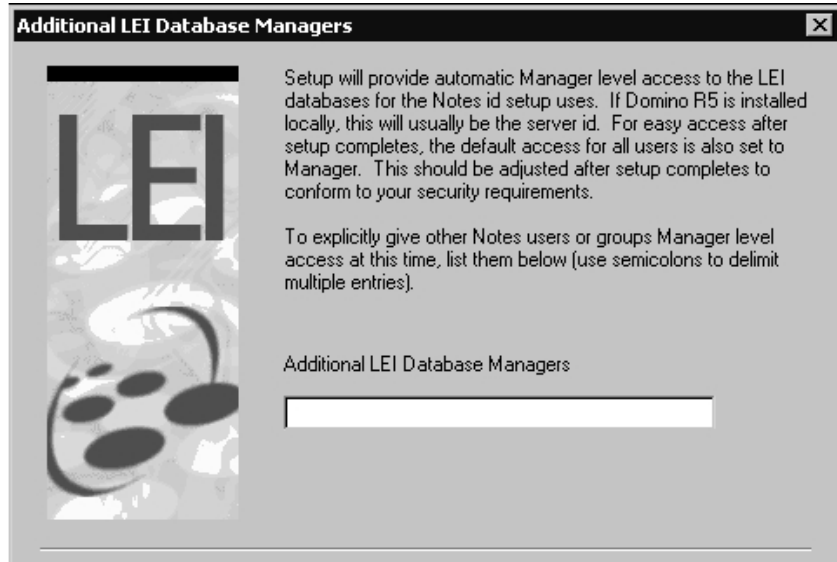 Additional LEI Database Managers
LEI
Setup will provide automatic Manager level access to the LEI
databases for the Notes id setup uses. If Domino R5 is installed
locally, this will usually be the server id. For easy access after
setup completes, the default access for all users is also set to
Manager. This should be adjusted after setup completes to
conform to your security requirements.
To explicitly give other Notes users or groups Manager level
access at this time, list them below (use semicolons to delimit
multiple entries).
Additional LEI Database Managers